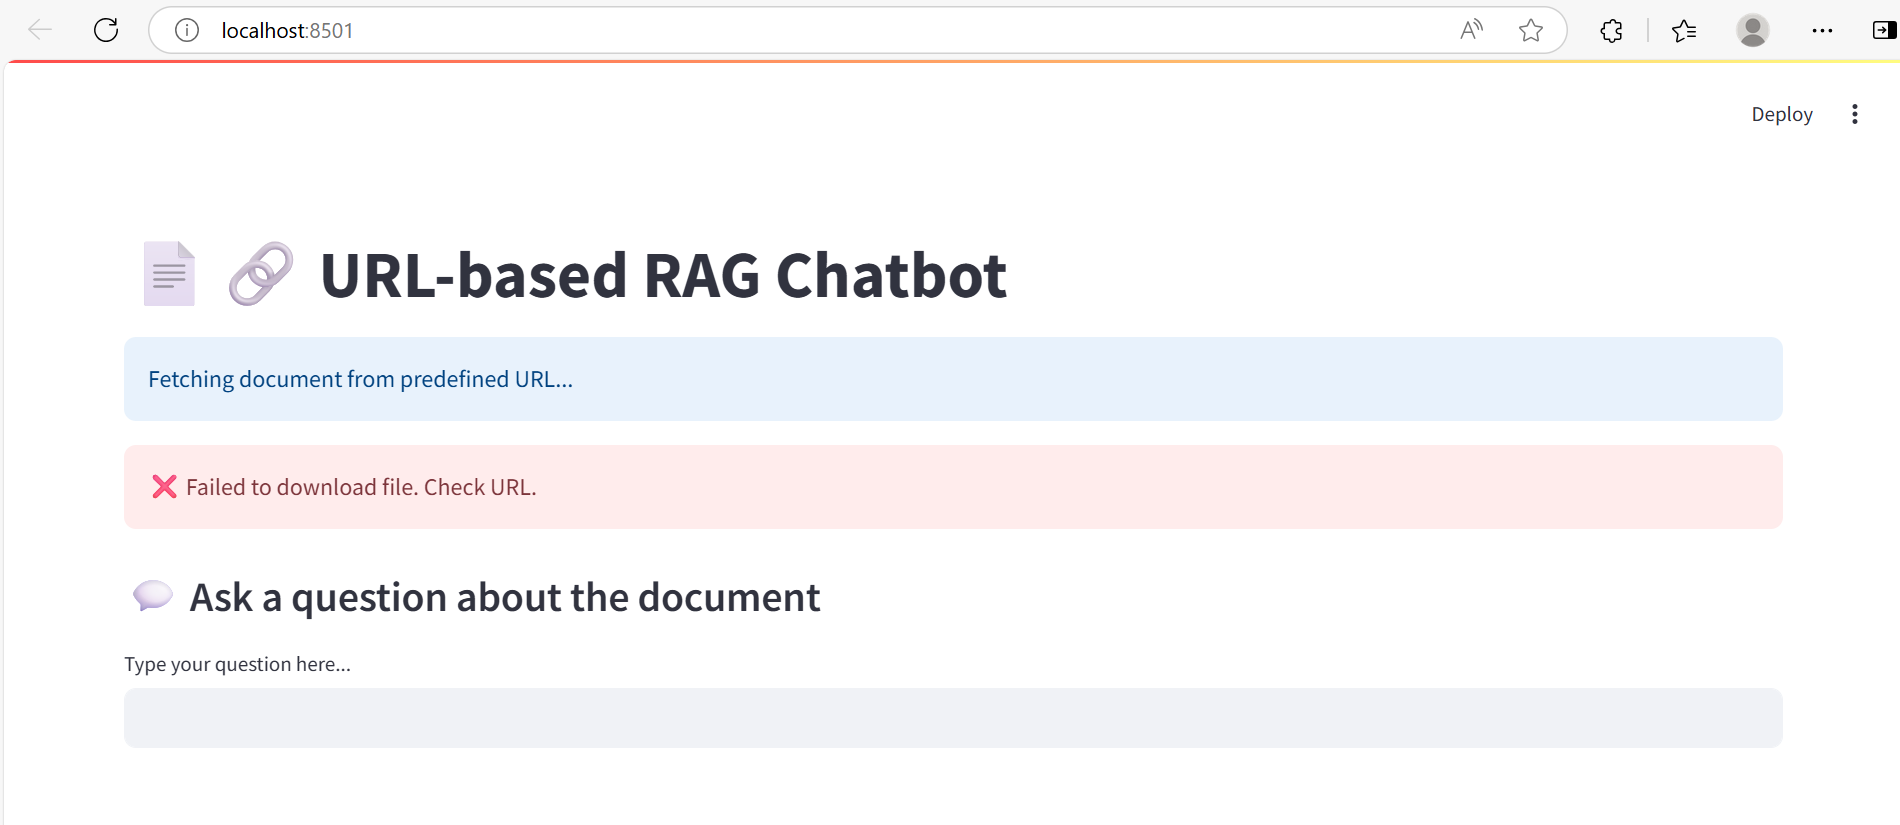 localhost:8501
Deploy
URL-based RAG Chatbot
Fetching document from predefined URL...
❌ Failed to download file. Check URL.
Ask a question about the document
Type your question here...